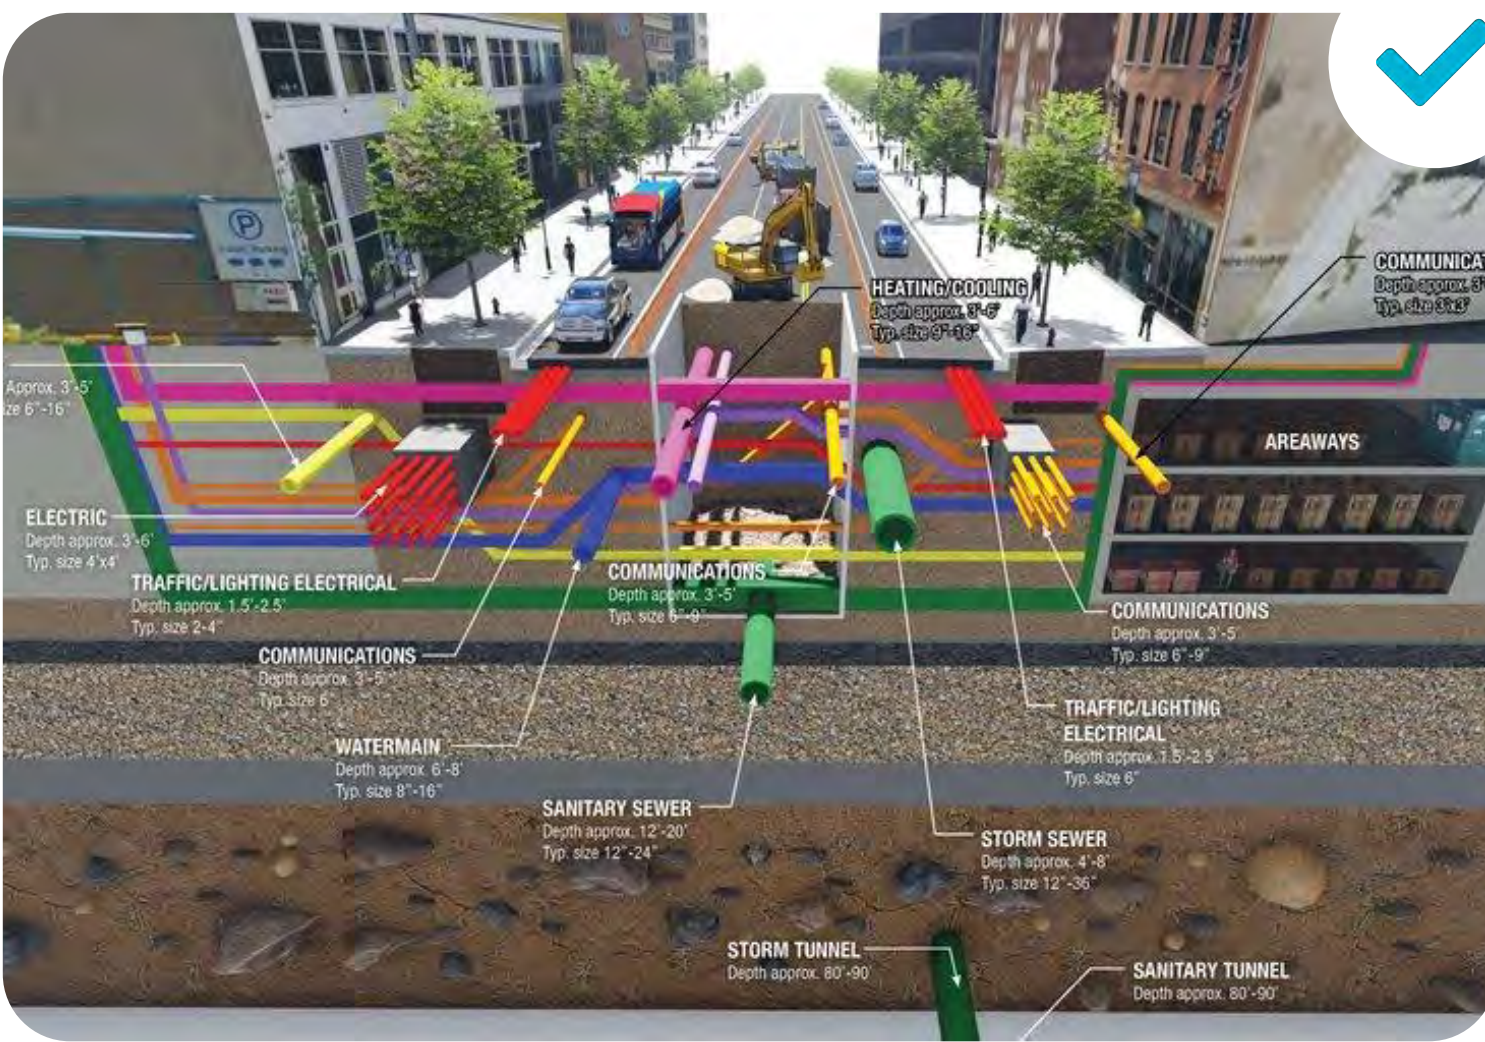 P
HEATING/COOLING
Depth approx. 3'-6'
Typ. size 9"-16"
COMMUNICAT
Depth approx. 3'
Typ. size 3'x3'
Approx. 3'-5'
ize 6"-16"
AREAWAYS
ELECTRIC
Depth approx. 3'-6'
Typ. size 4'x4'
TRAFFIC/LIGHTING ELECTRICAL
Depth approx. 1.5'-2.5'
Typ. size 2-4"
COMMUNICATIONS
Depth approx. 3'-5'
Typ. size 6"-9"
COMMUNICATIONS
Depth approx. 3'-5'
Typ. size 6"-9"
COMMUNICATIONS
Depth approx. 3'-5'
Typ. size 6"
TRAFFIC/LIGHTING
ELECTRICAL
Depth approx. 1.5'-2.5'
Typ. size 6"
WATERMAIN
Depth approx. 6'-8'
Typ. size 8"-16"
SANITARY SEWER
Depth approx. 12'-20'
Typ. size 12"-24"
STORM SEWER
Depth approx. 4'-8'
Typ. size 12"-36"
STORM TUNNEL
Depth approx. 80'-90'
SANITARY TUNNEL
Depth approx. 80'-90'